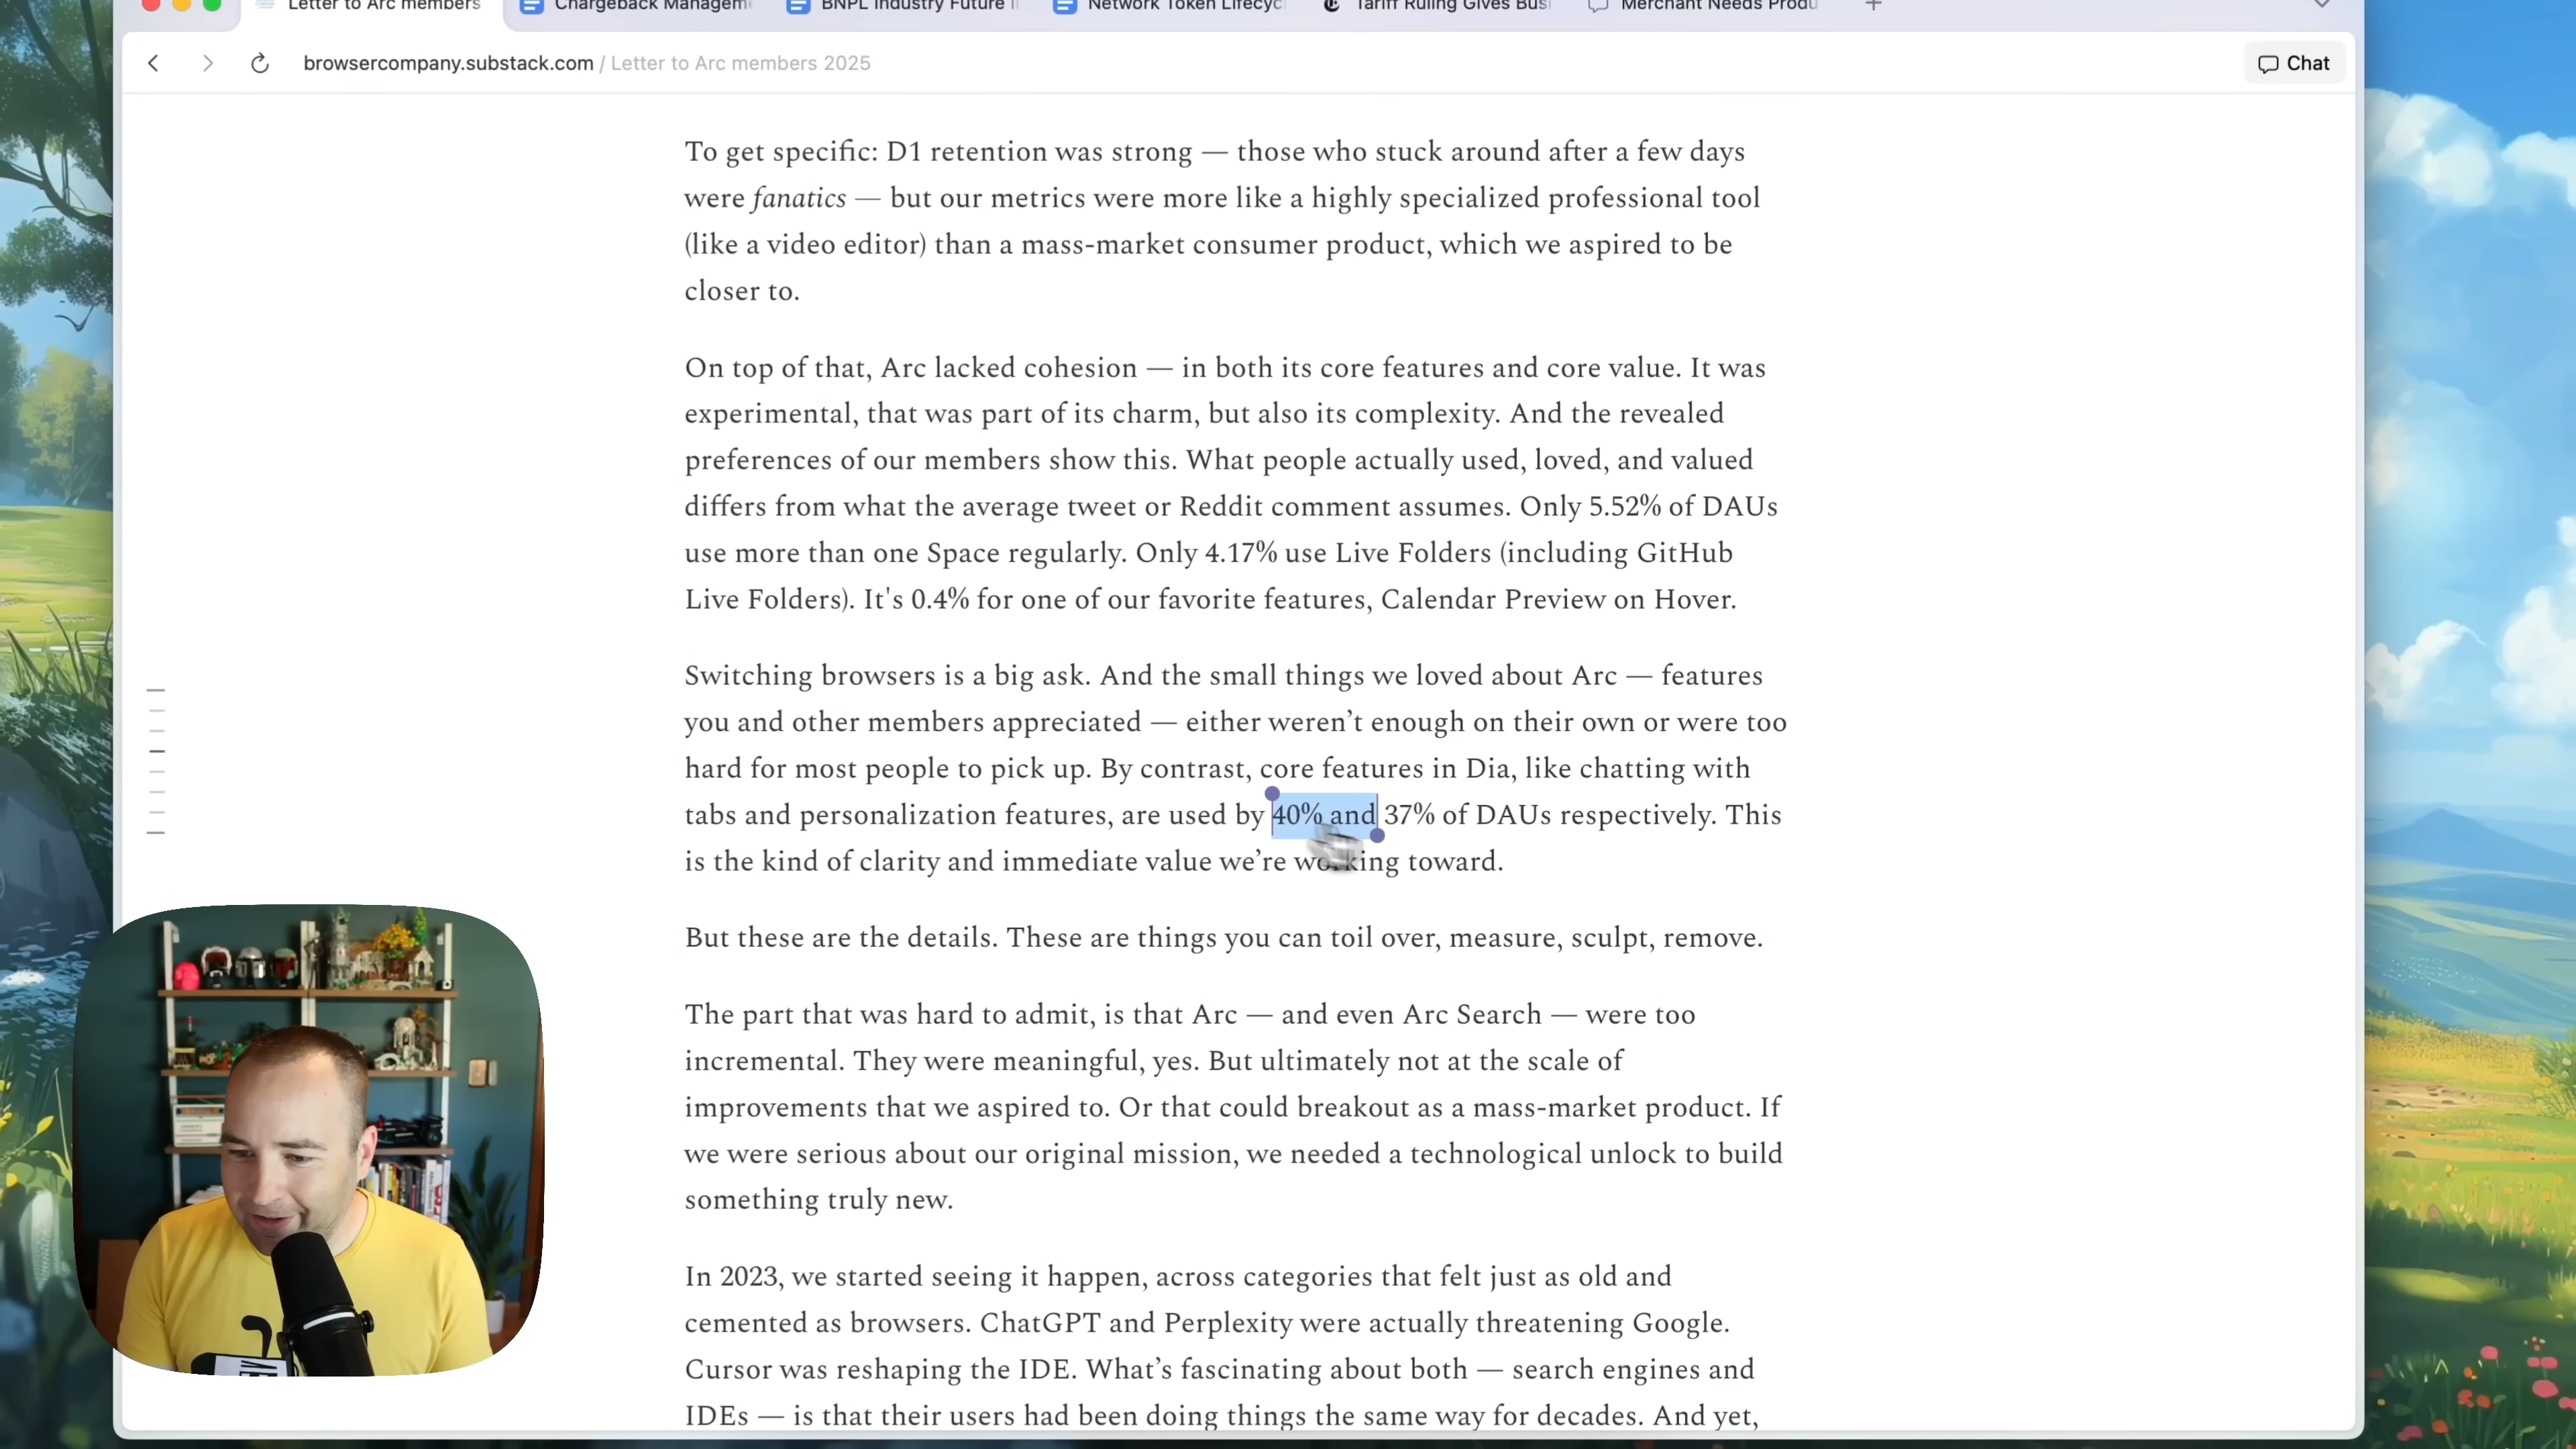 Letter to Arc members
Chargeback Managem
BNPL Industry Future I
Network Token Lifecyc
Tariff Ruling Gives Busi
Merchant Needs Produ
browsercompany.substack.com / Letter to Arc members 2025
Chat
To get specific: D1 retention was strong — those who stuck around after a few days
were fanatics — but our metrics were more like a highly specialized professional tool
(like a video editor) than a mass-market consumer product, which we aspired to be
closer to.
On top of that, Arc lacked cohesion — in both its core features and core value. It was
experimental, that was part of its charm, but also its complexity. And the revealed
preferences of our members show this. What people actually used, loved, and valued
differs from what the average tweet or Reddit comment assumes. Only 5.52% of DAUs
use more than one Space regularly. Only 4.17% use Live Folders (including GitHub
Live Folders). It's 0.4% for one of our favorite features, Calendar Preview on Hover.
Switching browsers is a big ask. And the small things we loved about Arc — features
you and other members appreciated — either weren’t enough on their own or were too
hard for most people to pick up. By contrast, core features in Dia, like chatting with
tabs and personalization features, are used by 40% and 37% of DAUs respectively. This
is the kind of clarity and immediate value we’re working toward.
But these are the details. These are things you can toil over, measure, sculpt, remove.
The part that was hard to admit, is that Arc — and even Arc Search — were too
incremental. They were meaningful, yes. But ultimately not at the scale of
improvements that we aspired to. Or that could breakout as a mass-market product. If
we were serious about our original mission, we needed a technological unlock to build
something truly new.
In 2023, we started seeing it happen, across categories that felt just as old and
cemented as browsers. ChatGPT and Perplexity were actually threatening Google.
Cursor was reshaping the IDE. What’s fascinating about both — search engines and
IDEs — is that their users had been doing things the same way for decades. And yet,